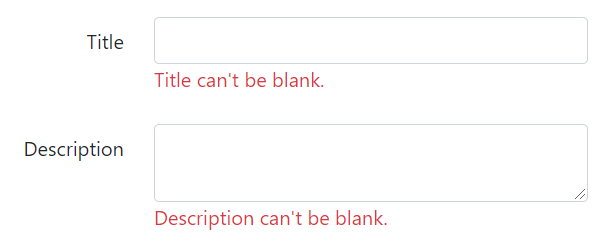 Title
Title can't be blank.
Description
Description can't be blank.